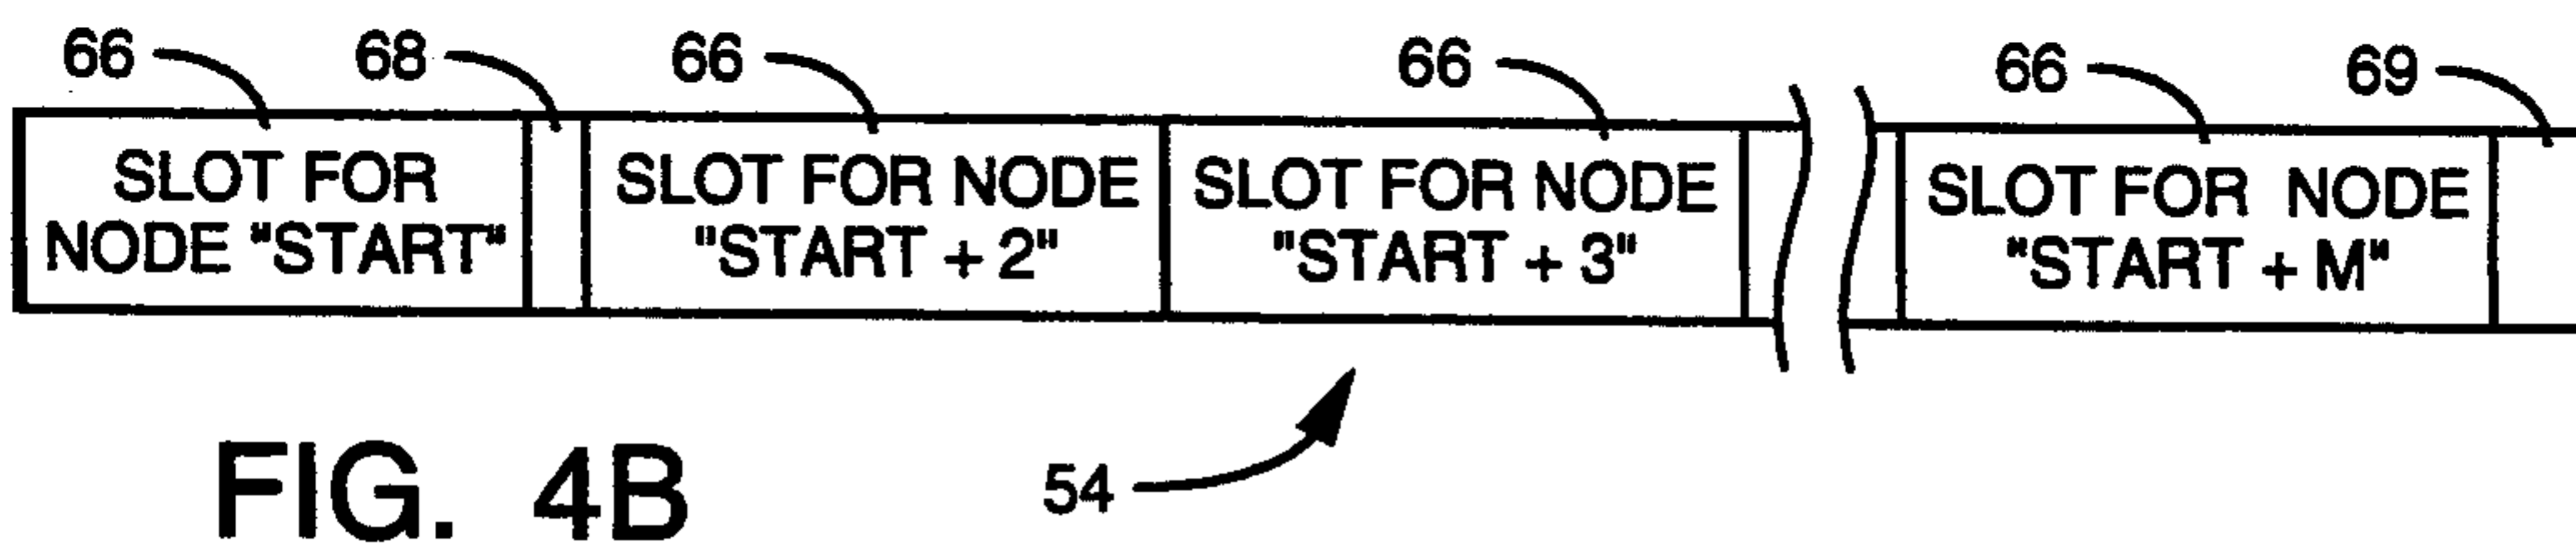 66 68 66 66 66 69
SLOT FOR NODE "START"
SLOT FOR NODE "START + 2"
SLOT FOR NODE "START + 3"
SLOT FOR NODE "START + M"
54
FIG. 4B